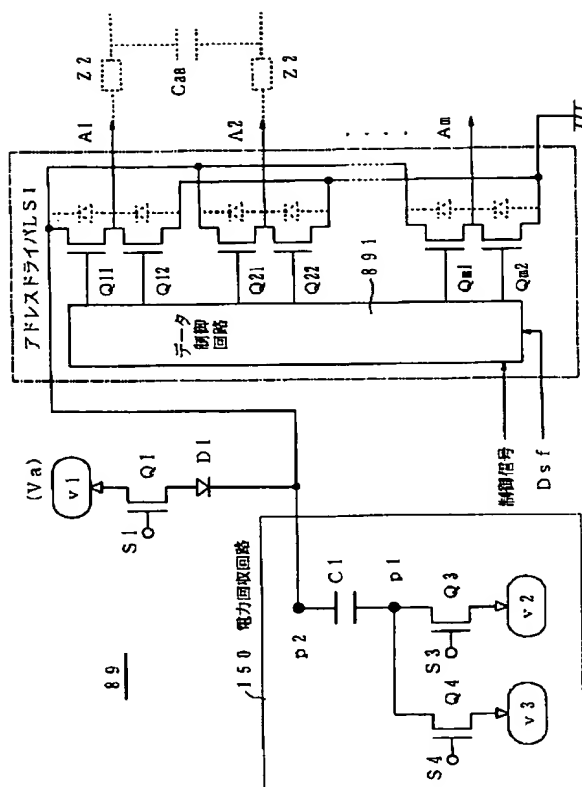 89
150 電力回収回路
p2
C1
p1
S4
Q4
v3
S3
Q3
v2
(Va)
v1
S1
Q1
D1
アドレスドライバLSI
データ
制御
回路
891
制御信号
Dsf
Q11
Q12
Q21
Q22
Qm1
Qm2
A1
A2
. . . .
Am
Z2
Caa
Z2